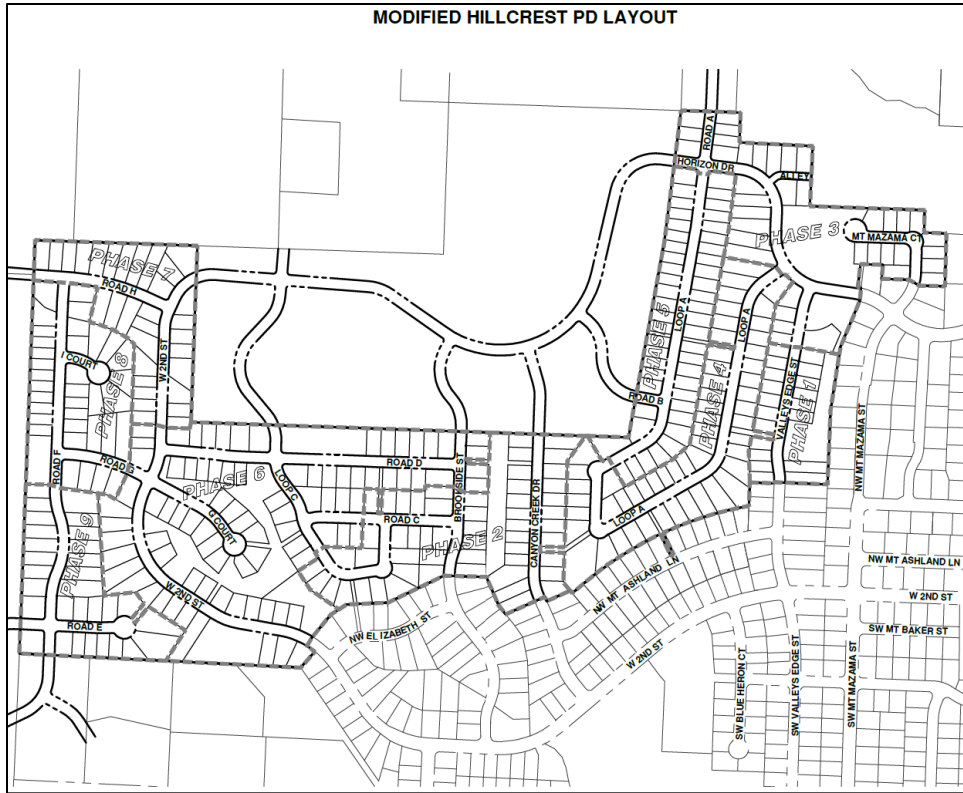 MODIFIED HILLCREST PD LAYOUT
ROAD A
HORIZON DR
ALLEY
PHASE 3
MT MAZAMA CT
PHASE 7
ROAD H
W 2ND ST
I COURT
PHASE 8
PHASE 5
LOOP A
LOOP A
PHASE 4
ROAD B
VALLEYS EDGE ST
PHASE 1
NW MT MAZAMA ST
ROAD F
ROAD G
PHASE 6
ROAD D
LOOP C
BROOKSIDE ST
G COURT
ROAD C
PHASE 2
CANYON CREEK DR
LOOP A
PHASE 9
W 2ND ST
ROAD E
NW ELIZABETH ST
NW MT ASHLAND LN
W 2ND ST
NW MT ASHLAND LN
W 2ND ST
SW MT BAKER ST
SW BLUE HERON CT
SW VALLEYS EDGE ST
SW MT MAZAMA ST